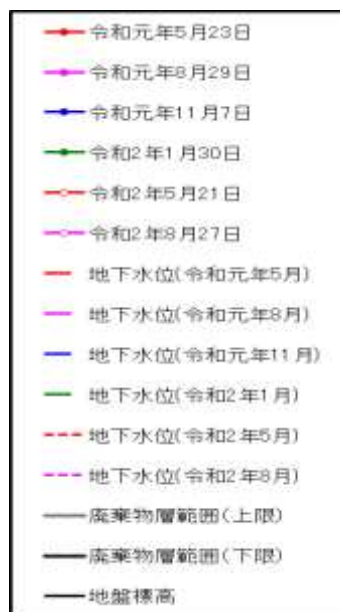 令和元年5月23日
令和元年8月29日
令和元年11月7日
令和2年1月30日
令和2年5月21日
令和2年8月27日
地下水位(令和元年5月)
地下水位(令和元年8月)
地下水位(令和元年11月)
地下水位(令和2年1月)
地下水位(令和2年5月)
地下水位(令和2年8月)
廃棄物層範囲(上限)
廃棄物層範囲(下限)
地盤標高